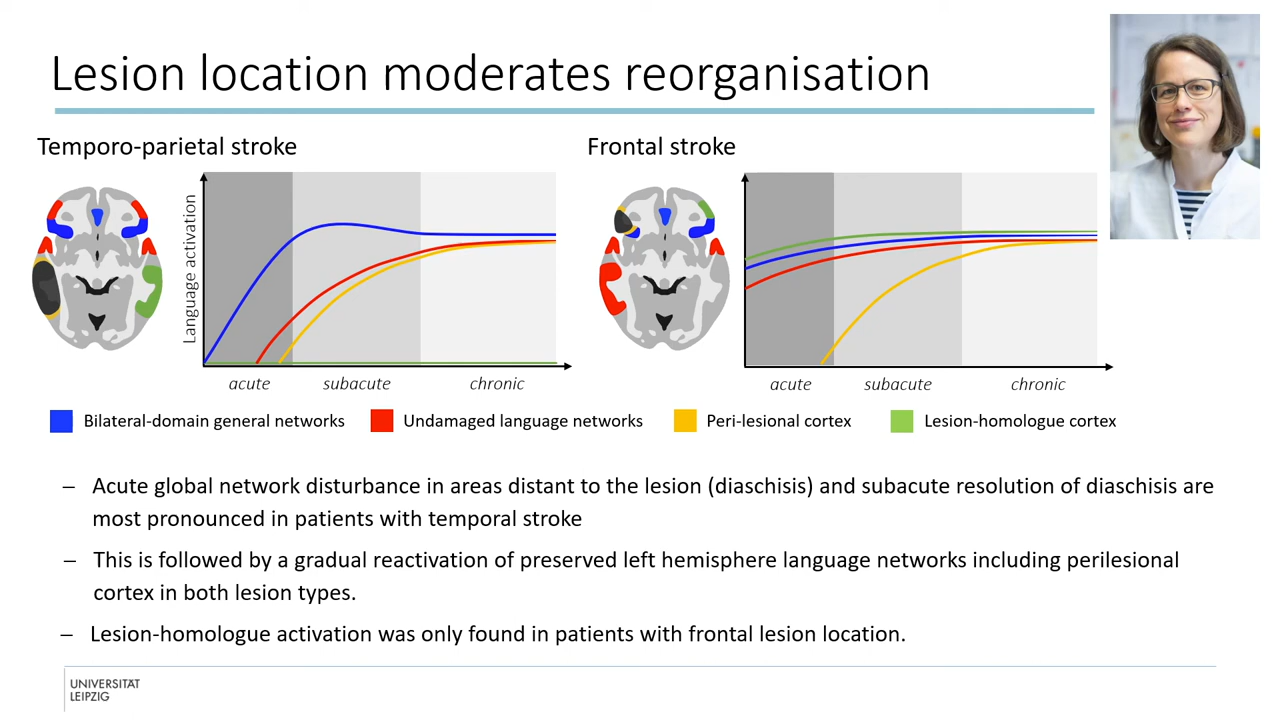 Lesion location moderates reorganisation
Temporo-parietal stroke
Frontal stroke
Language activation
acute
subacute
chronic
acute
subacute
chronic
Bilateral-domain general networks
Undamaged language networks
Peri-lesional cortex
Lesion-homologue cortex
– Acute global network disturbance in areas distant to the lesion (diaschisis) and subacute resolution of diaschisis are
most pronounced in patients with temporal stroke
– This is followed by a gradual reactivation of preserved left hemisphere language networks including perilesional
cortex in both lesion types.
– Lesion-homologue activation was only found in patients with frontal lesion location.
UNIVERSITÄT
LEIPZIG